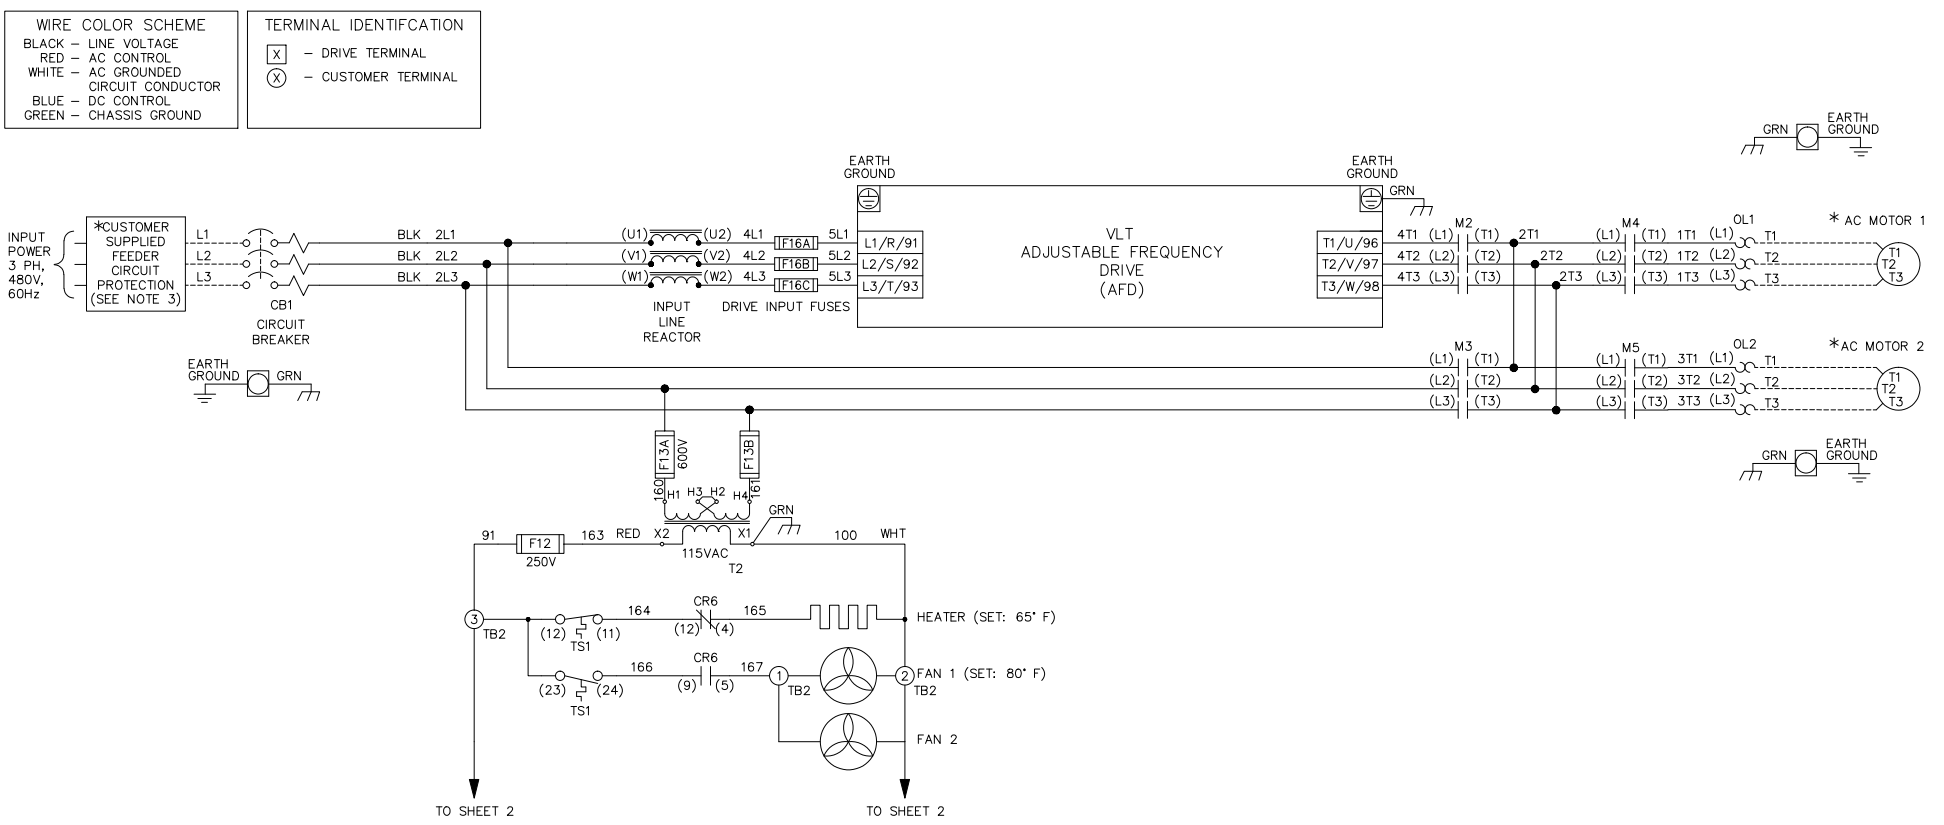 WIRE COLOR SCHEME
BLACK – LINE VOLTAGE
RED – AC CONTROL
WHITE – AC GROUNDED
CIRCUIT CONDUCTOR
BLUE – DC CONTROL
GREEN – CHASSIS GROUND
TERMINAL IDENTIFCATION
X – DRIVE TERMINAL
X – CUSTOMER TERMINAL
GRN
EARTH
GROUND
INPUT
POWER
3 PH,
480V,
60Hz
*CUSTOMER
SUPPLIED
FEEDER
CIRCUIT
PROTECTION
(SEE NOTE 3)
L1
L2
L3
CB1
CIRCUIT
BREAKER
BLK 2L1
BLK 2L2
BLK 2L3
(U1) (U2) 4L1 F16A 5L1
(V1) (V2) 4L2 F16B 5L2
(W1) (W2) 4L3 F16C 5L3
INPUT
LINE
REACTOR
DRIVE INPUT FUSES
EARTH
GROUND
L1/R/91
L2/S/92
L3/T/93
VLT
ADJUSTABLE FREQUENCY
DRIVE
(AFD)
EARTH
GROUND
GRN
T1/U/96
T2/V/97
T3/W/98
M2
4T1 (L1) (T1) 2T1
4T2 (L2) (T2) 2T2
4T3 (L3) (T3) 2T3
M4
OL1
(L1) (T1) 1T1 (L1) T1
(L2) (T2) 1T2 (L2) T2
(L3) (T3) 1T3 (L3) T3
* AC MOTOR 1
T1
T2
T3
EARTH
GROUND
GRN
M3
(L1) (T1)
(L2) (T2)
(L3) (T3)
M5
OL2
(L1) (T1) 3T1 (L1) T1
(L2) (T2) 3T2 (L2) T2
(L3) (T3) 3T3 (L3) T3
*AC MOTOR 2
T1
T2
T3
GRN
EARTH
GROUND
F13A
600V
F13B
160
161
H1 H3 H2 H4
GRN
91 F12 163 RED X2 X1 100 WHT
250V
115VAC
T2
3
TB2
(12) (11)
TS1
164
CR6
(12) (4)
165
HEATER (SET: 65° F)
(23) (24)
TS1
166
CR6
(9) (5)
167
1
TB2
2
TB2
FAN 1 (SET: 80° F)
FAN 2
TO SHEET 2
TO SHEET 2